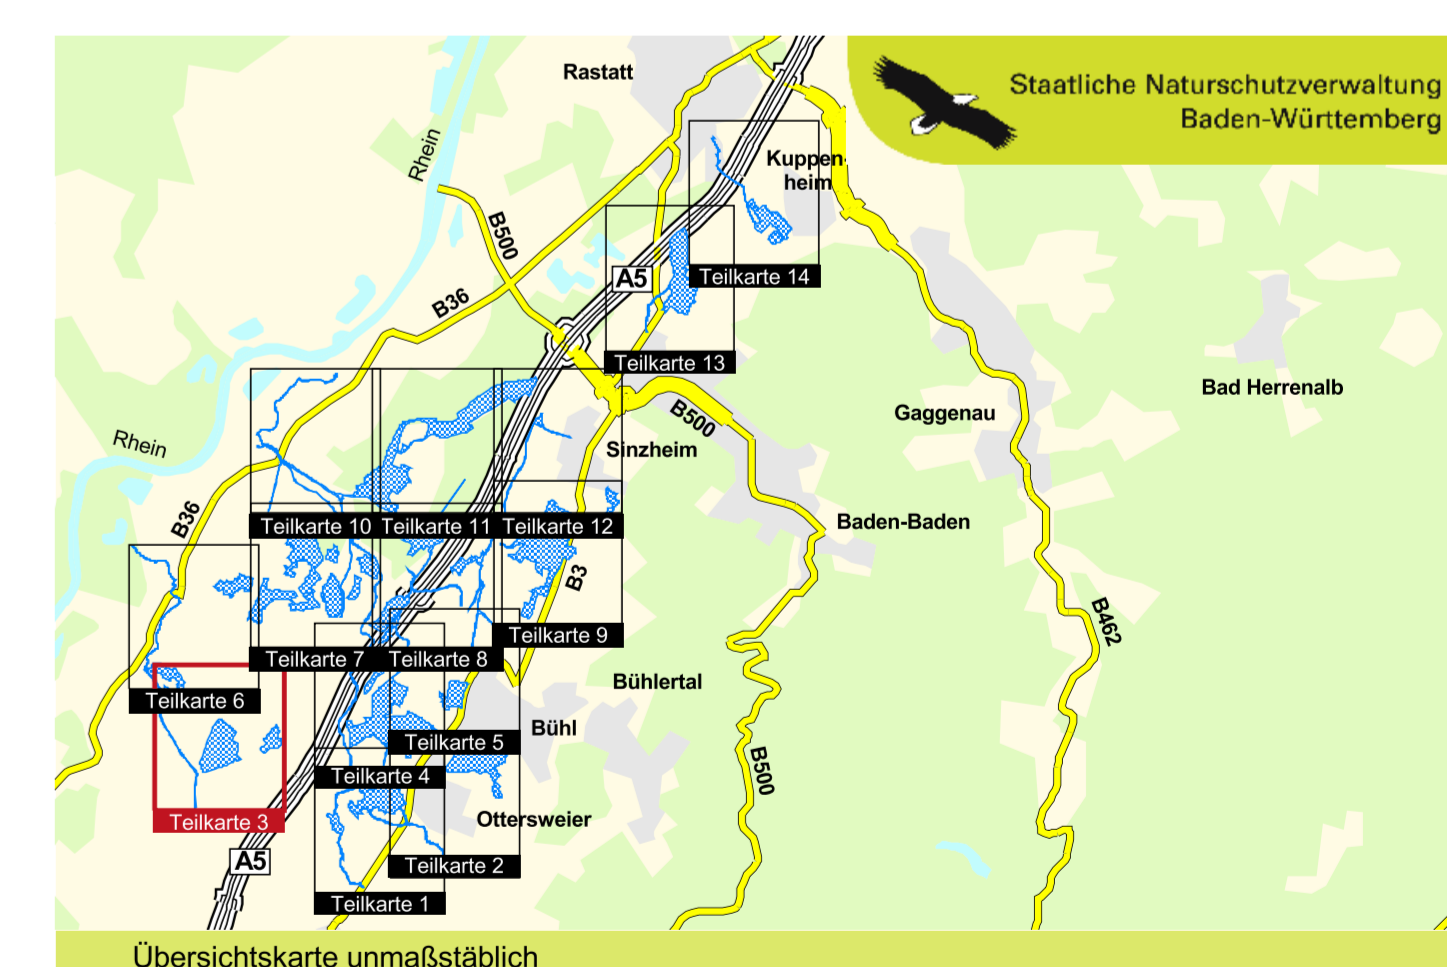 Rastatt
Staatliche Naturschutzverwaltung
Baden-Württemberg
Rhein
Kuppen-
heim
B500
A5
Teilkarte 14
B36
Teilkarte 13
Bad Herrenalb
Gaggenau
B500
Rhein
Sinzheim
B36
Teilkarte 10
Teilkarte 11
Teilkarte 12
Baden-Baden
B3
B462
Teilkarte 9
Teilkarte 7
Teilkarte 8
Bühlertal
Teilkarte 6
Bühl
Teilkarte 5
B500
Teilkarte 4
Teilkarte 3
Ottersweier
A5
Teilkarte 2
Teilkarte 1
Übersichtskarte unmaßstäblich